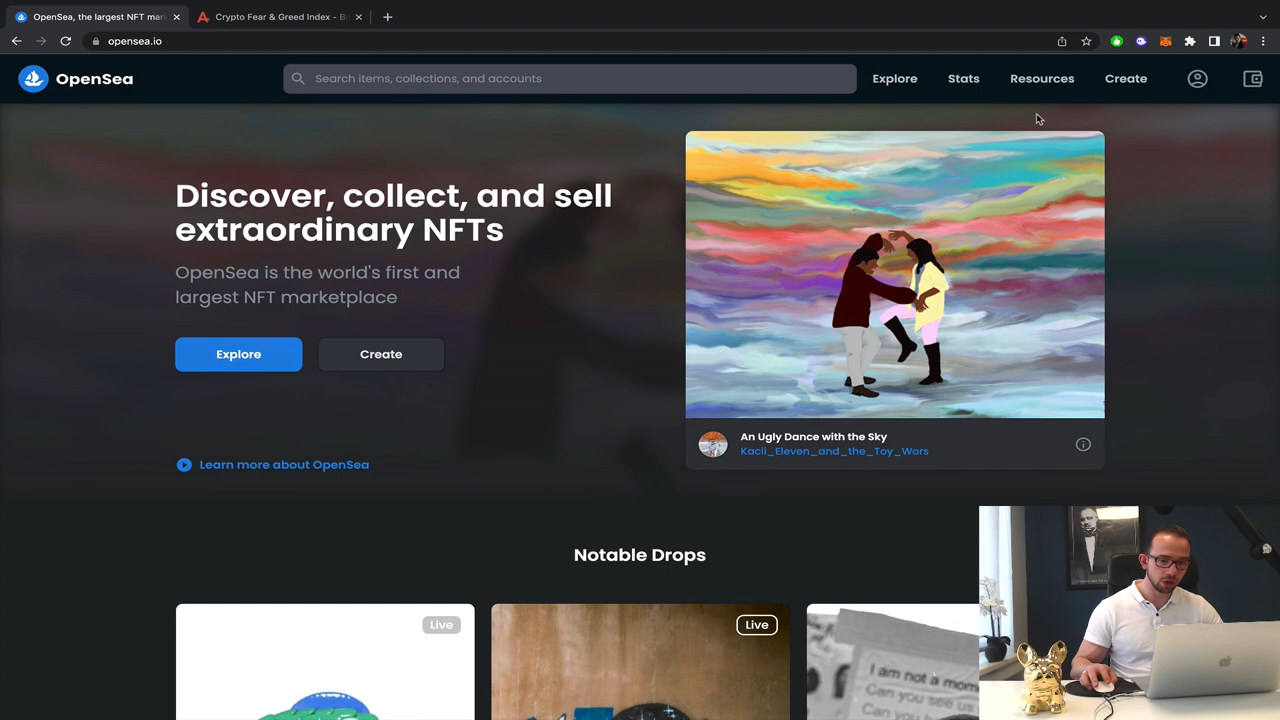 OpenSea, the largest NFT mar
Crypto Fear & Greed Index - B
opensea.io
OpenSea
Search items, collections, and accounts
Explore
Stats
Resources
Create
Discover, collect, and sell
extraordinary NFTs
OpenSea is the world's first and
largest NFT marketplace
Explore
Create
An Ugly Dance with the Sky
Kacii_Eleven_and_the_Toy_Wors
Learn more about OpenSea
Notable Drops
Live
Live
I am not a mom
Can you see us